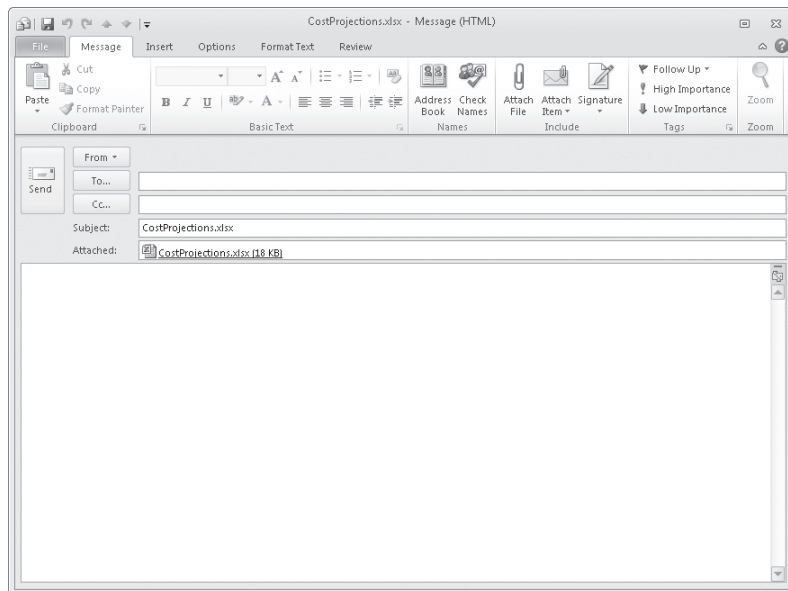 CostProjections.xlsx - Message (HTML)
File Message Insert Options Format Text Review
Paste
Cut
Copy
Format Painter
Clipboard
B I U
Basic Text
Address Book
Check Names
Names
Attach File
Attach Item
Signature
Include
Follow Up
High Importance
Low Importance
Tags
Zoom
Zoom
Send
From
To...
Cc...
Subject: CostProjections.xlsx
Attached: CostProjections.xlsx (18 KB)